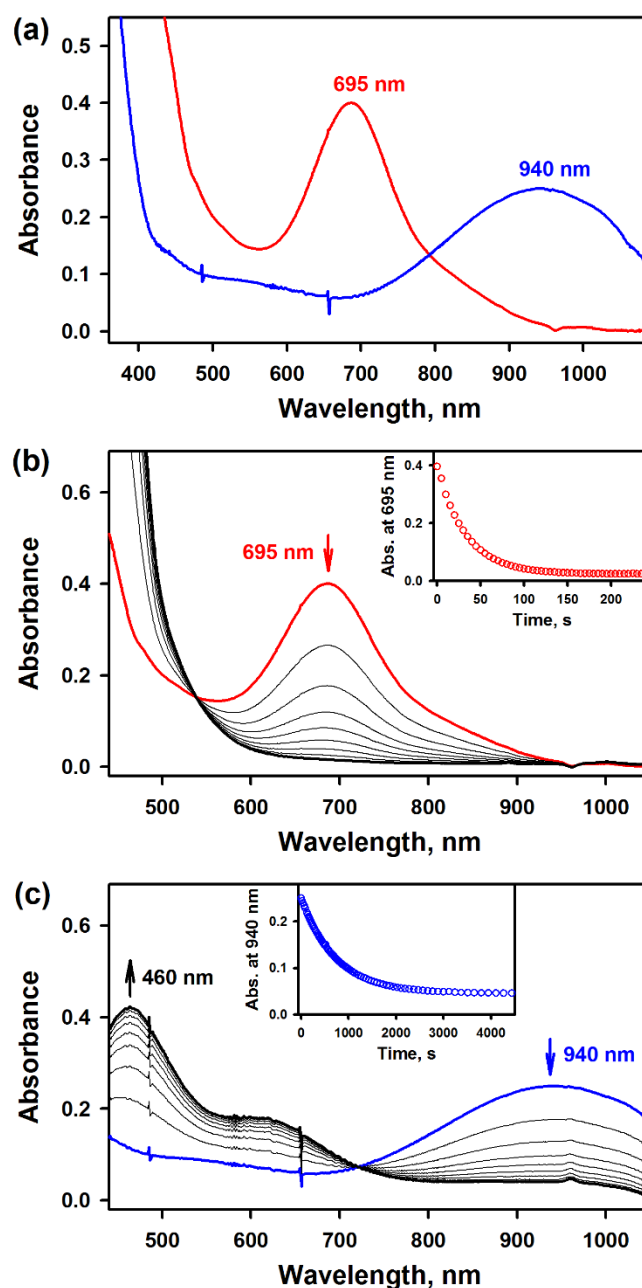 (a)
695 nm
940 nm
0.5
0.4
0.3
0.2
0.1
0.0
Absorbance
400 500 600 700 800 900 1000
Wavelength, nm
(b)
695 nm
0.6
0.4
0.2
0.0
Absorbance
500 600 700 800 900 1000
Wavelength, nm
Abs. at 695 nm
0.4
0.2
0.0
0 50 100 150 200
Time, s
(c)
460 nm
940 nm
0.6
0.4
0.2
0.0
Absorbance
500 600 700 800 900 1000
Wavelength, nm
Abs. at 940 nm
0.2
0.1
0.0
0 1000 2000 3000 4000
Time, s